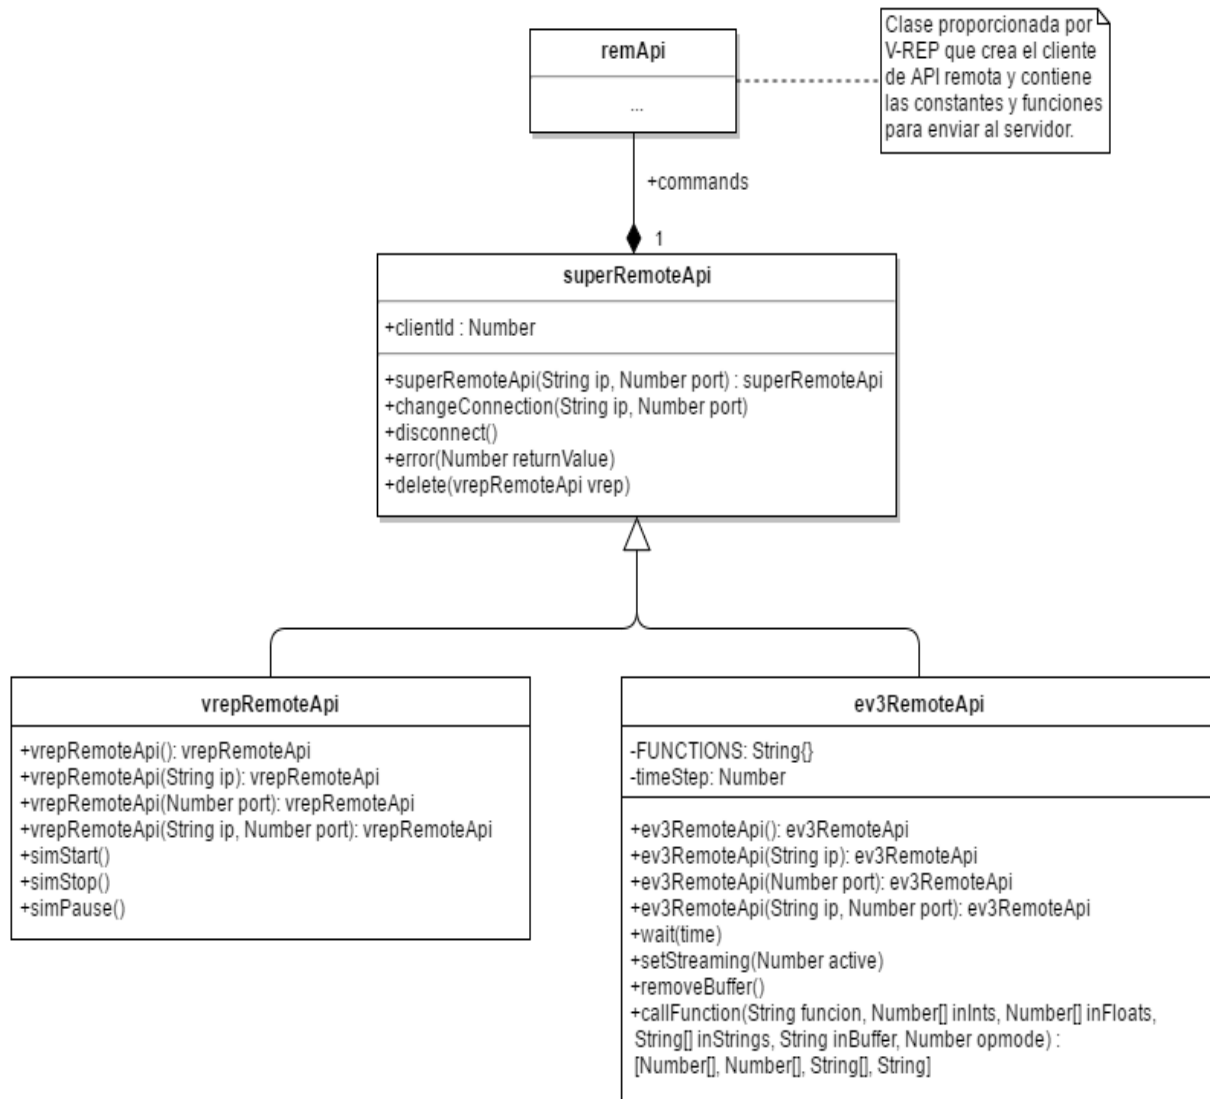 remApi
...
Clase proporcionada por
V-REP que crea el cliente
de API remota y contiene
las constantes y funciones
para enviar al servidor.
+commands
1
superRemoteApi
+clientId : Number
+superRemoteApi(String ip, Number port) : superRemoteApi
+changeConnection(String ip, Number port)
+disconnect()
+error(Number returnValue)
+delete(vrepRemoteApi vrep)
vrepRemoteApi
+vrepRemoteApi(): vrepRemoteApi
+vrepRemoteApi(String ip): vrepRemoteApi
+vrepRemoteApi(Number port): vrepRemoteApi
+vrepRemoteApi(String ip, Number port): vrepRemoteApi
+simStart()
+simStop()
+simPause()
ev3RemoteApi
-FUNCTIONS: String{}
-timeStep: Number
+ev3RemoteApi(): ev3RemoteApi
+ev3RemoteApi(String ip): ev3RemoteApi
+ev3RemoteApi(Number port): ev3RemoteApi
+ev3RemoteApi(String ip, Number port): ev3RemoteApi
+wait(time)
+setStreaming(Number active)
+removeBuffer()
+callFunction(String funcion, Number[] inInts, Number[] inFloats,
String[] inStrings, String inBuffer, Number opmode) :
[Number[], Number[], String[], String]